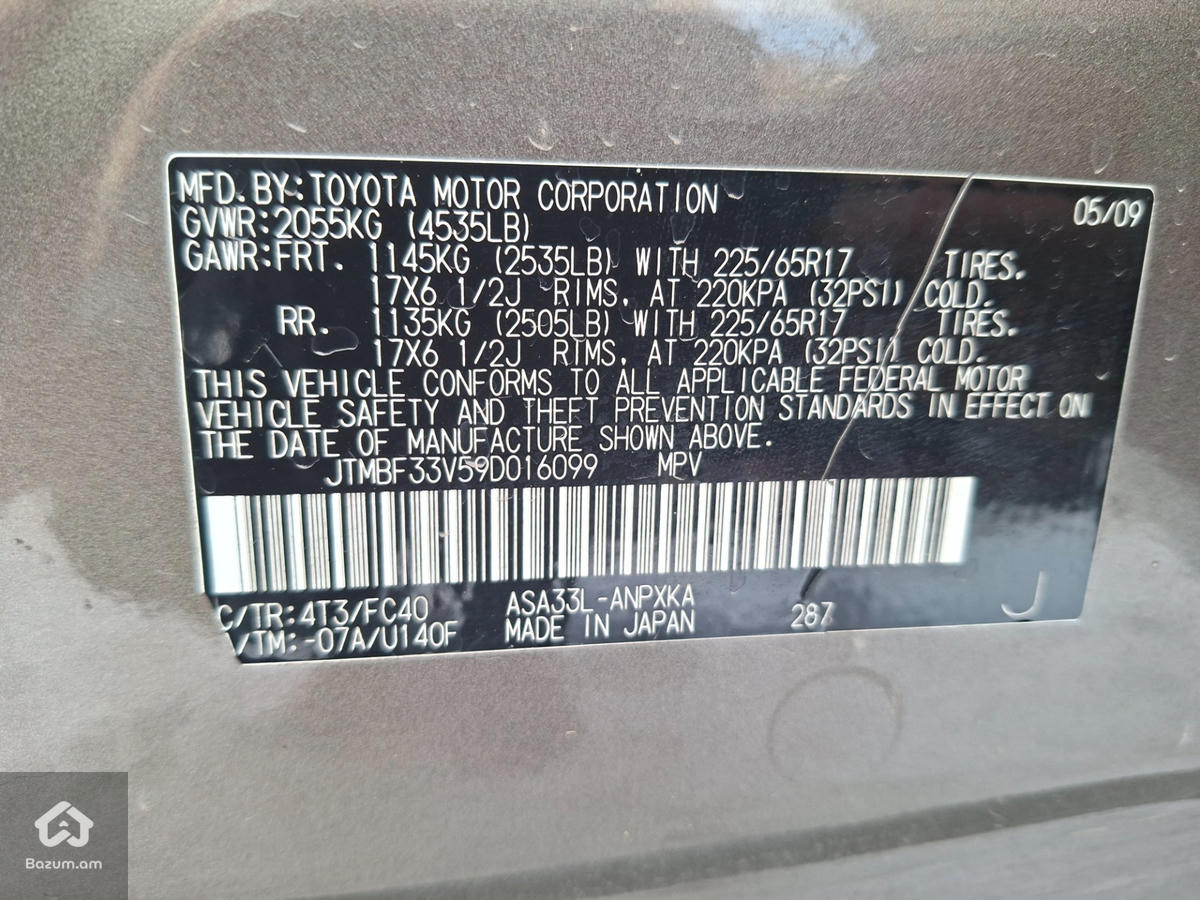 MFD. BY: TOYOTA MOTOR CORPORATION 05/09
GVWR: 2055KG (4535LB)
GAWR: FRT. 1145KG (2535LB) WITH 225/65R17 TIRES.
17X6 1/2J RIMS, AT 220KPA (32PSI) COLD.
RR. 1135KG (2505LB) WITH 225/65R17 TIRES.
17X6 1/2J RIMS, AT 220KPA (32PSI) COLD.
THIS VEHICLE CONFORMS TO ALL APPLICABLE FEDERAL MOTOR
VEHICLE SAFETY AND THEFT PREVENTION STANDARDS IN EFFECT ON
THE DATE OF MANUFACTURE SHOWN ABOVE.
JTMBF33V59D016099 MPV
C/TR: 4T3/FC40 ASA33L-ANPXKA 287 J
/TM: -07A/U140F MADE IN JAPAN
Bazum.am